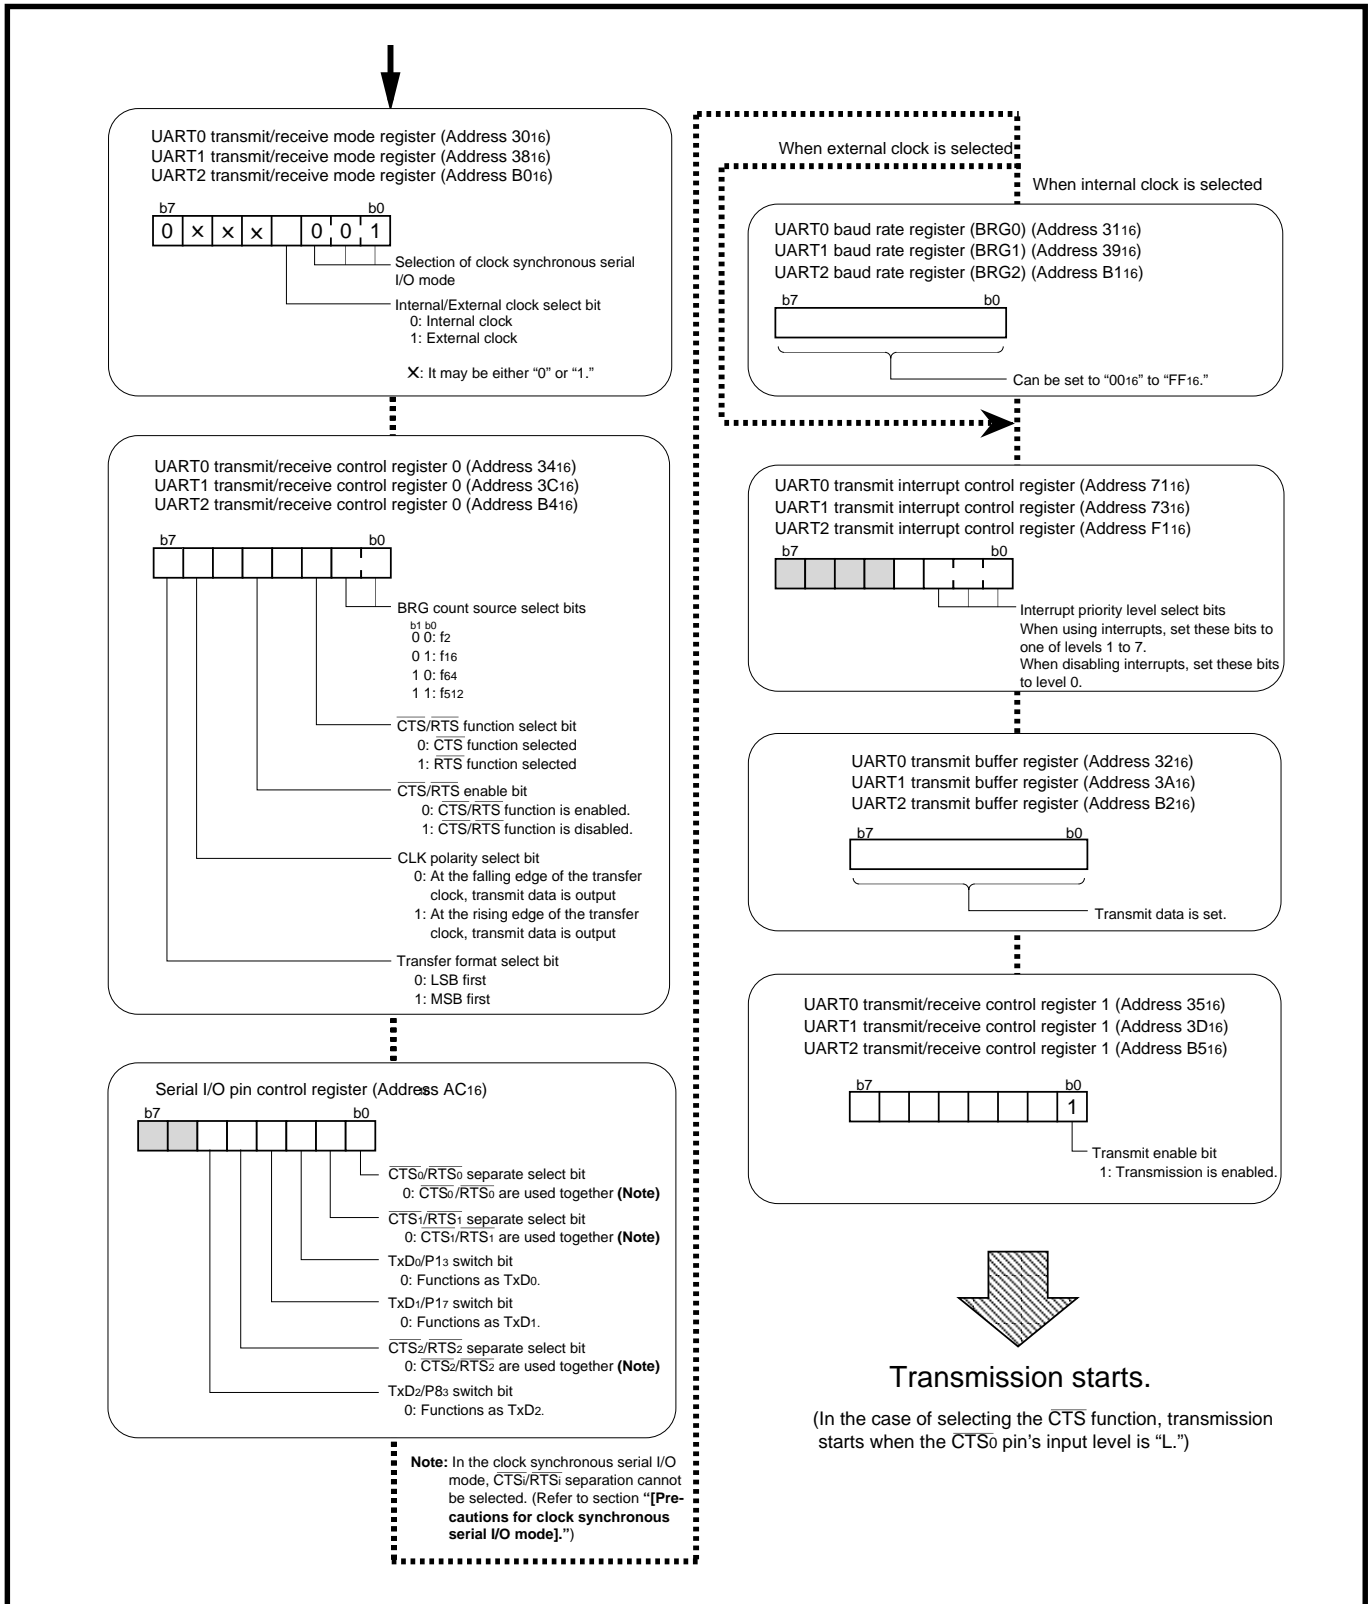 UART0 transmit/receive mode register (Address 3016)
UART1 transmit/receive mode register (Address 3816)
UART2 transmit/receive mode register (Address B016)
b7 b0
0 × × × 0 0 1
Selection of clock synchronous serial
I/O mode
Internal/External clock select bit
0: Internal clock
1: External clock
×: It may be either “0” or “1.”
UART0 transmit/receive control register 0 (Address 3416)
UART1 transmit/receive control register 0 (Address 3C16)
UART2 transmit/receive control register 0 (Address B416)
b7 b0
BRG count source select bits
b1 b0
0 0: f2
0 1: f16
1 0: f64
1 1: f512
CTS/RTS function select bit
0: CTS function selected
1: RTS function selected
CTS/RTS enable bit
0: CTS/RTS function is enabled.
1: CTS/RTS function is disabled.
CLK polarity select bit
0: At the falling edge of the transfer
clock, transmit data is output
1: At the rising edge of the transfer
clock, transmit data is output
Transfer format select bit
0: LSB first
1: MSB first
Serial I/O pin control register (Address AC16)
b7 b0
CTS0/RTS0 separate select bit
0: CTS0/RTS0 are used together (Note)
CTS1/RTS1 separate select bit
0: CTS1/RTS1 are used together (Note)
TxD0/P13 switch bit
0: Functions as TxD0.
TxD1/P17 switch bit
0: Functions as TxD1.
CTS2/RTS2 separate select bit
0: CTS2/RTS2 are used together (Note)
TxD2/P83 switch bit
0: Functions as TxD2.
Note: In the clock synchronous serial I/O
mode, CTSi/RTSi separation cannot
be selected. (Refer to section “[Pre-
cautions for clock synchronous
serial I/O mode].”)
When external clock is selected
When internal clock is selected
UART0 baud rate register (BRG0) (Address 3116)
UART1 baud rate register (BRG1) (Address 3916)
UART2 baud rate register (BRG2) (Address B116)
b7 b0
Can be set to “0016” to “FF16.”
UART0 transmit interrupt control register (Address 7116)
UART1 transmit interrupt control register (Address 7316)
UART2 transmit interrupt control register (Address F116)
b7 b0
Interrupt priority level select bits
When using interrupts, set these bits to
one of levels 1 to 7.
When disabling interrupts, set these bits
to level 0.
UART0 transmit buffer register (Address 3216)
UART1 transmit buffer register (Address 3A16)
UART2 transmit buffer register (Address B216)
b7 b0
Transmit data is set.
UART0 transmit/receive control register 1 (Address 3516)
UART1 transmit/receive control register 1 (Address 3D16)
UART2 transmit/receive control register 1 (Address B516)
b7 b0
1
Transmit enable bit
1: Transmission is enabled.
Transmission starts.
(In the case of selecting the CTS function, transmission
starts when the CTS0 pin’s input level is “L.”)